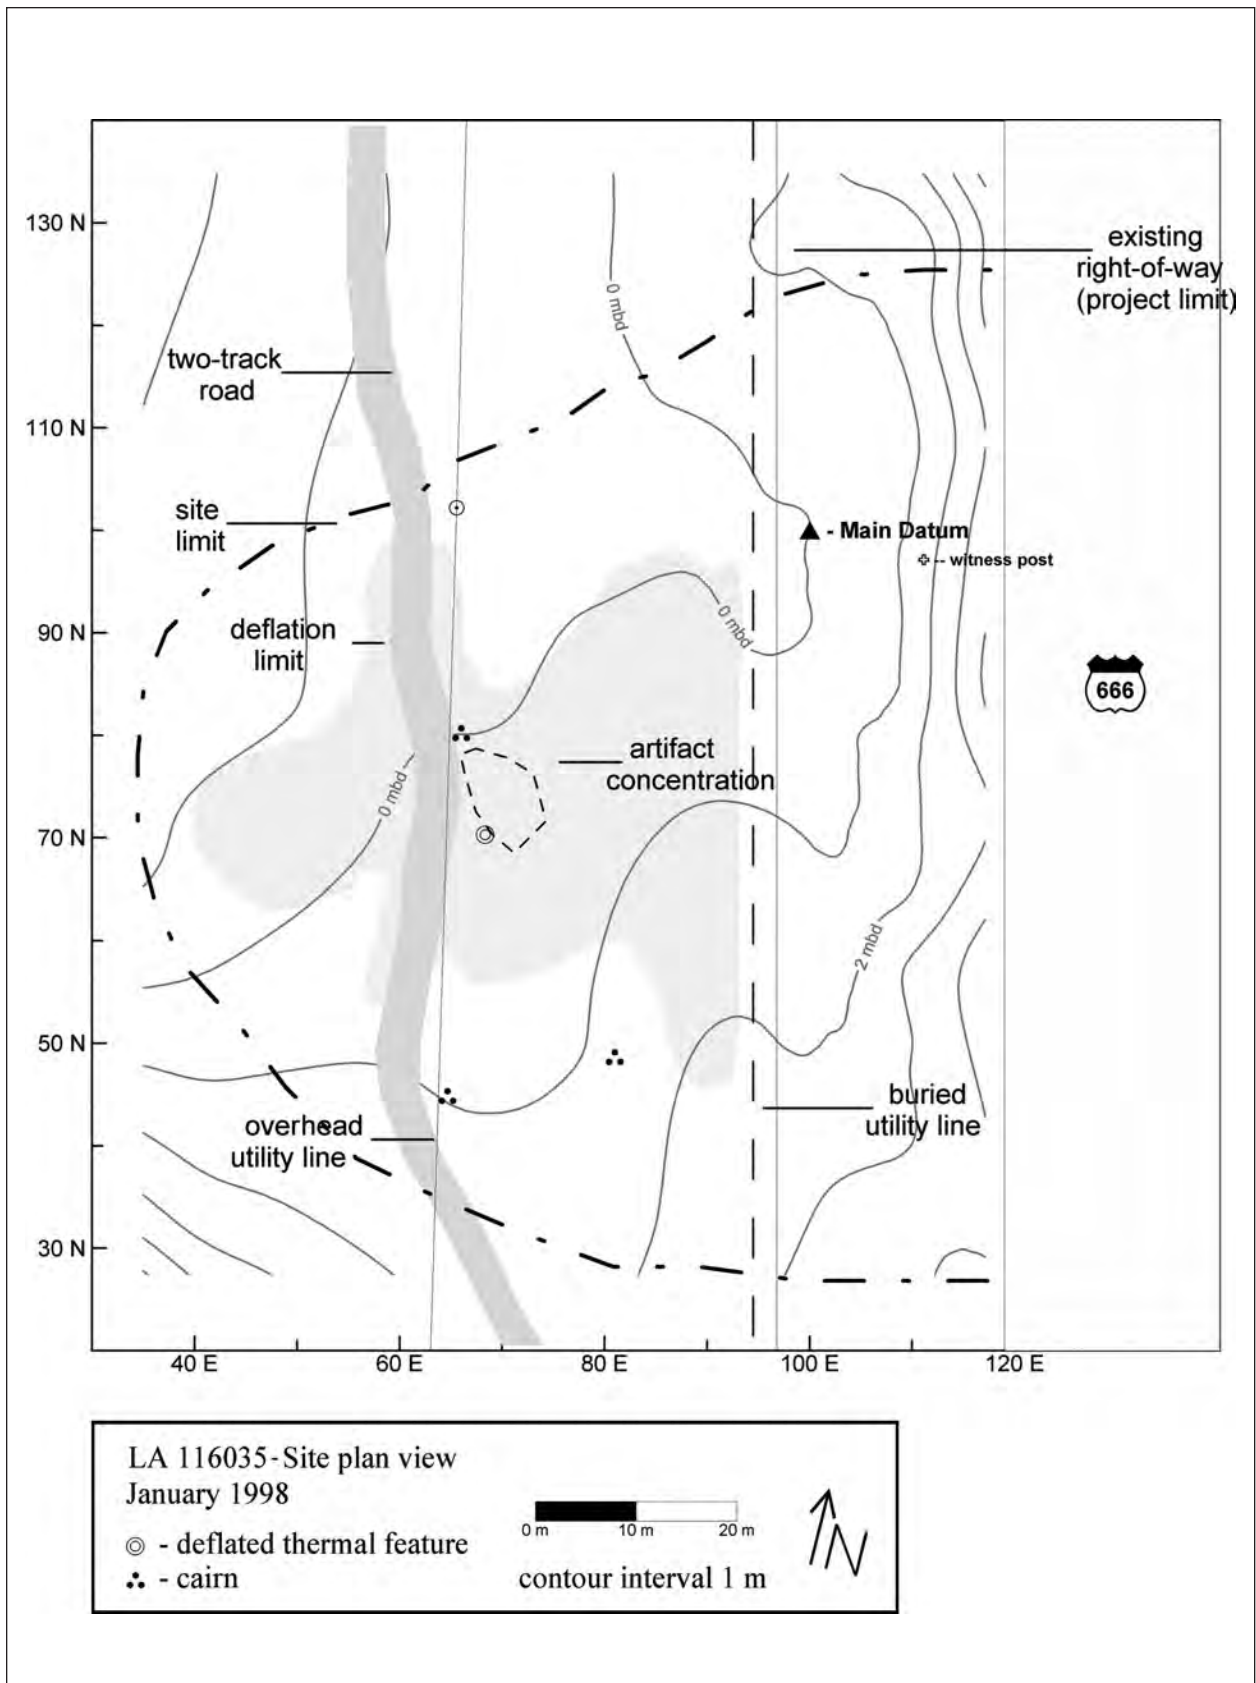 130 N
existing
right-of-way
(project limit)
0 mbd
two-track
road
110 N
site
limit
- Main Datum
-- witness post
90 N
deflation
limit
0 mbd
666
artifact
concentration
0 mbd
70 N
2 mbd
50 N
buried
utility line
overhead
utility line
30 N
40 E
60 E
80 E
100 E
120 E
LA 116035-Site plan view
January 1998
- deflated thermal feature
- cairn
0 m
10 m
20 m
contour interval 1 m
N